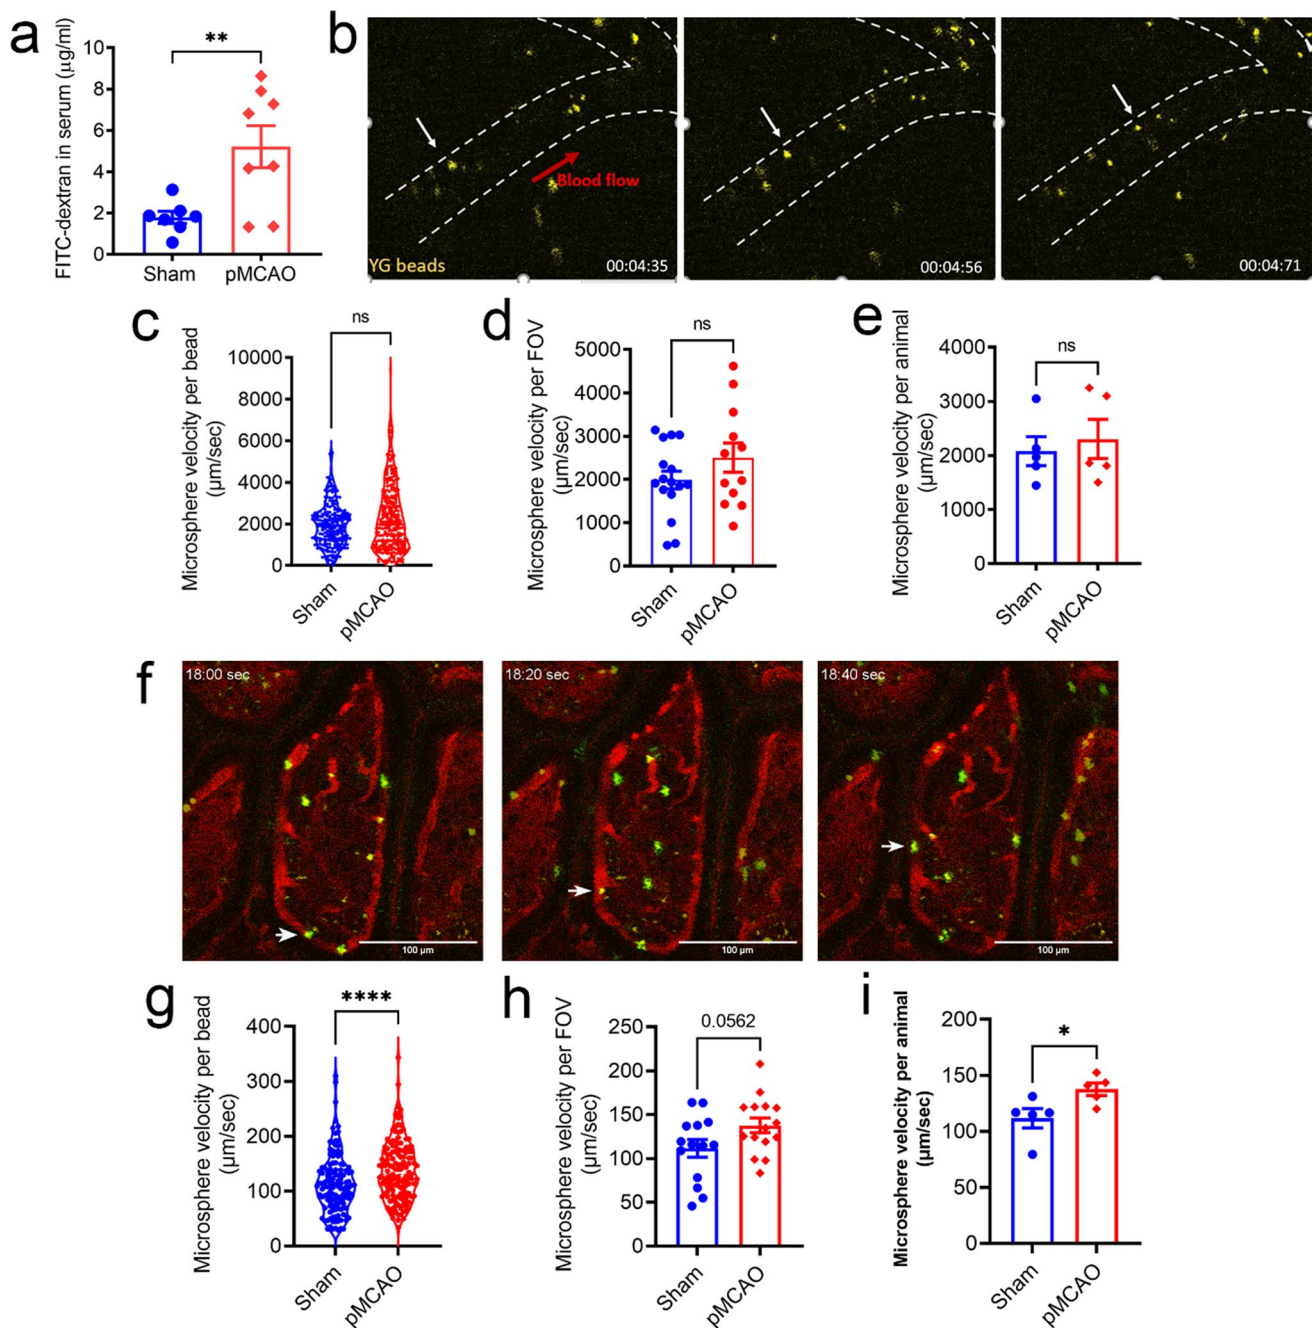 a
FITC-dextran in serum (µg/ml)
**
10
8
6
4
2
0
Sham
pMCAO
b
Blood flow
YG beads
00:04:35
00:04:56
00:04:71
c
Microsphere velocity per bead
(µm/sec)
ns
10000
8000
6000
4000
2000
0
Sham
pMCAO
d
Microsphere velocity per FOV
(µm/sec)
ns
5000
4000
3000
2000
1000
0
Sham
pMCAO
e
Microsphere velocity per animal
(µm/sec)
ns
4000
3000
2000
1000
0
Sham
pMCAO
f
18:00 sec
100 µm
18:20 sec
100 µm
18:40 sec
100 µm
g
Microsphere velocity per bead
(µm/sec)
****
400
300
200
100
0
Sham
pMCAO
h
Microsphere velocity per FOV
(µm/sec)
0.0562
250
200
150
100
50
0
Sham
pMCAO
i
Microsphere velocity per animal
(µm/sec)
*
200
150
100
50
0
Sham
pMCAO